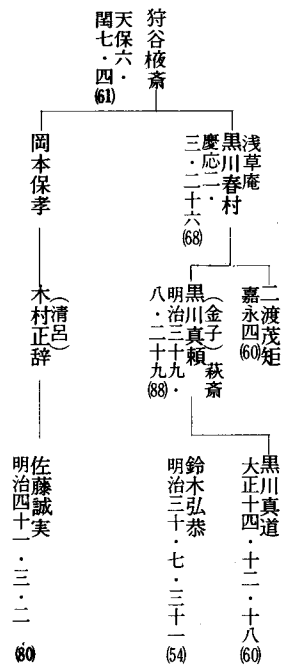 狩谷棭斎
天保六・
閏七・四(61)
浅草庵
黒川春村
慶応二・
三・二十六(68)
岡本保孝
二渡茂矩
嘉永四(60)
萩斎
(金子)
黒川真頼
明治三十九・
八・二十九(88)
(清呂)
木村正辞
黒川真道
大正十四・十二・十八(60)
鈴木弘恭
明治三十・七・三十一(54)
佐藤誠実
明治四十一・三・二(80)